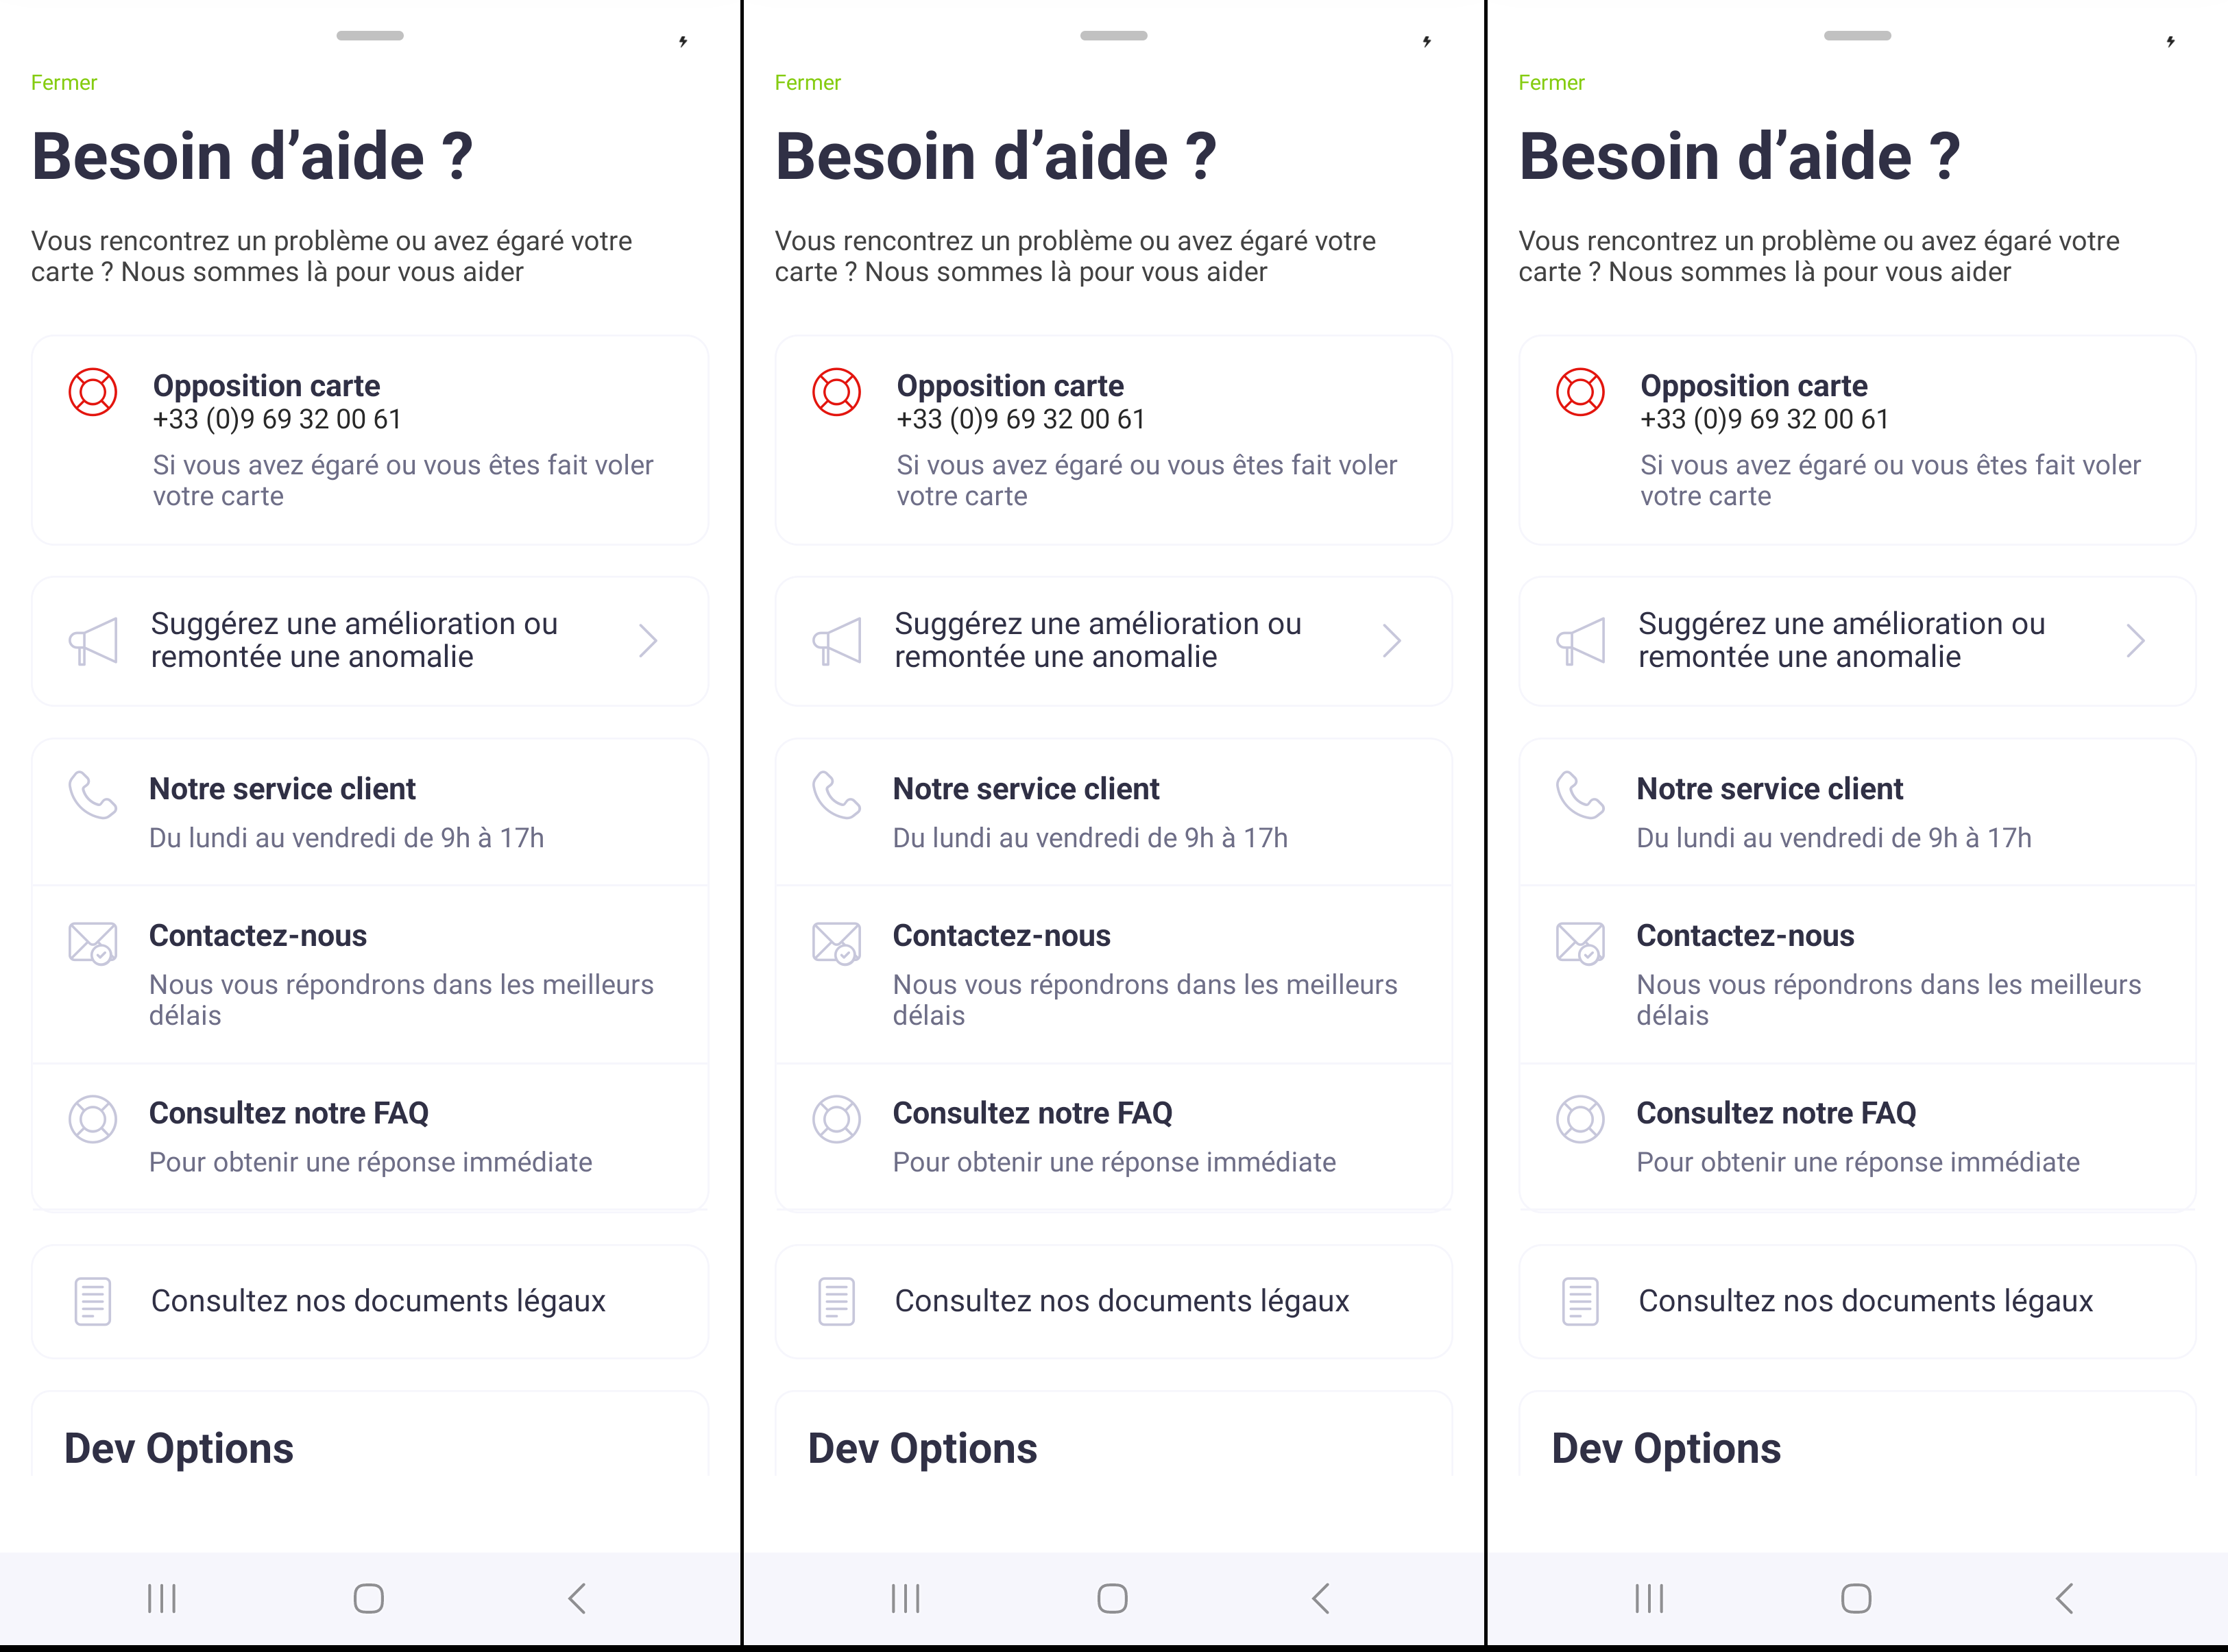 Fermer
Besoin d’aide ?
Vous rencontrez un problème ou avez égaré votre
carte ? Nous sommes là pour vous aider
Opposition carte
+33 (0)9 69 32 00 61
Si vous avez égaré ou vous êtes fait voler
votre carte
Suggérez une amélioration ou
remontée une anomalie
Notre service client
Du lundi au vendredi de 9h à 17h
Contactez-nous
Nous vous répondrons dans les meilleurs
délais
Consultez notre FAQ
Pour obtenir une réponse immédiate
Consultez nos documents légaux
Dev Options
Fermer
Besoin d’aide ?
Vous rencontrez un problème ou avez égaré votre
carte ? Nous sommes là pour vous aider
Opposition carte
+33 (0)9 69 32 00 61
Si vous avez égaré ou vous êtes fait voler
votre carte
Suggérez une amélioration ou
remontée une anomalie
Notre service client
Du lundi au vendredi de 9h à 17h
Contactez-nous
Nous vous répondrons dans les meilleurs
délais
Consultez notre FAQ
Pour obtenir une réponse immédiate
Consultez nos documents légaux
Dev Options
Fermer
Besoin d’aide ?
Vous rencontrez un problème ou avez égaré votre
carte ? Nous sommes là pour vous aider
Opposition carte
+33 (0)9 69 32 00 61
Si vous avez égaré ou vous êtes fait voler
votre carte
Suggérez une amélioration ou
remontée une anomalie
Notre service client
Du lundi au vendredi de 9h à 17h
Contactez-nous
Nous vous répondrons dans les meilleurs
délais
Consultez notre FAQ
Pour obtenir une réponse immédiate
Consultez nos documents légaux
Dev Options